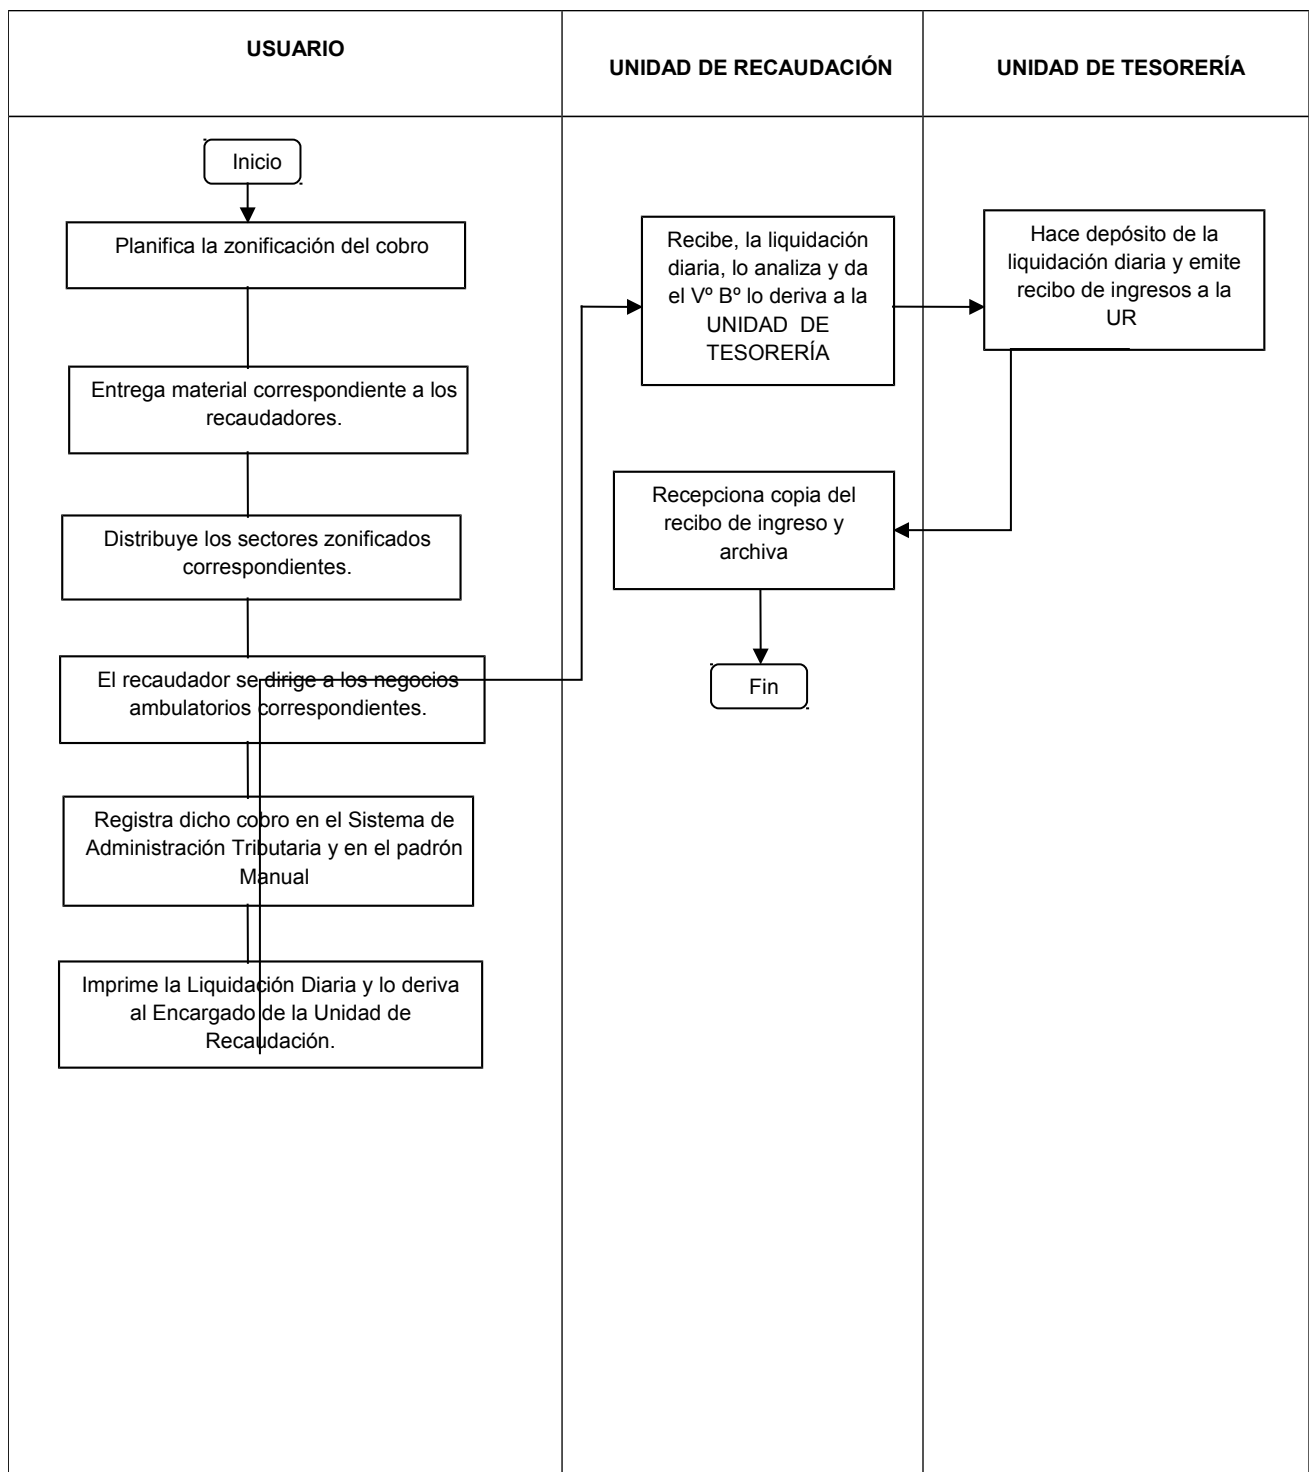 USUARIO
UNIDAD DE RECAUDACIÓN
UNIDAD DE TESORERÍA
Inicio
Planifica la zonificación del cobro
Entrega material correspondiente a los
recaudadores.
Distribuye los sectores zonificados
correspondientes.
El recaudador se dirige a los negocios
ambulatorios correspondientes.
Registra dicho cobro en el Sistema de
Administración Tributaria y en el padrón
Manual
Imprime la Liquidación Diaria y lo deriva
al Encargado de la Unidad de
Recaudación.
Recibe, la liquidación
diaria, lo analiza y da
el Vº Bº lo deriva a la
UNIDAD DE
TESORERÍA
Hace depósito de la
liquidación diaria y emite
recibo de ingresos a la
UR
Recepciona copia del
recibo de ingreso y
archiva
Fin